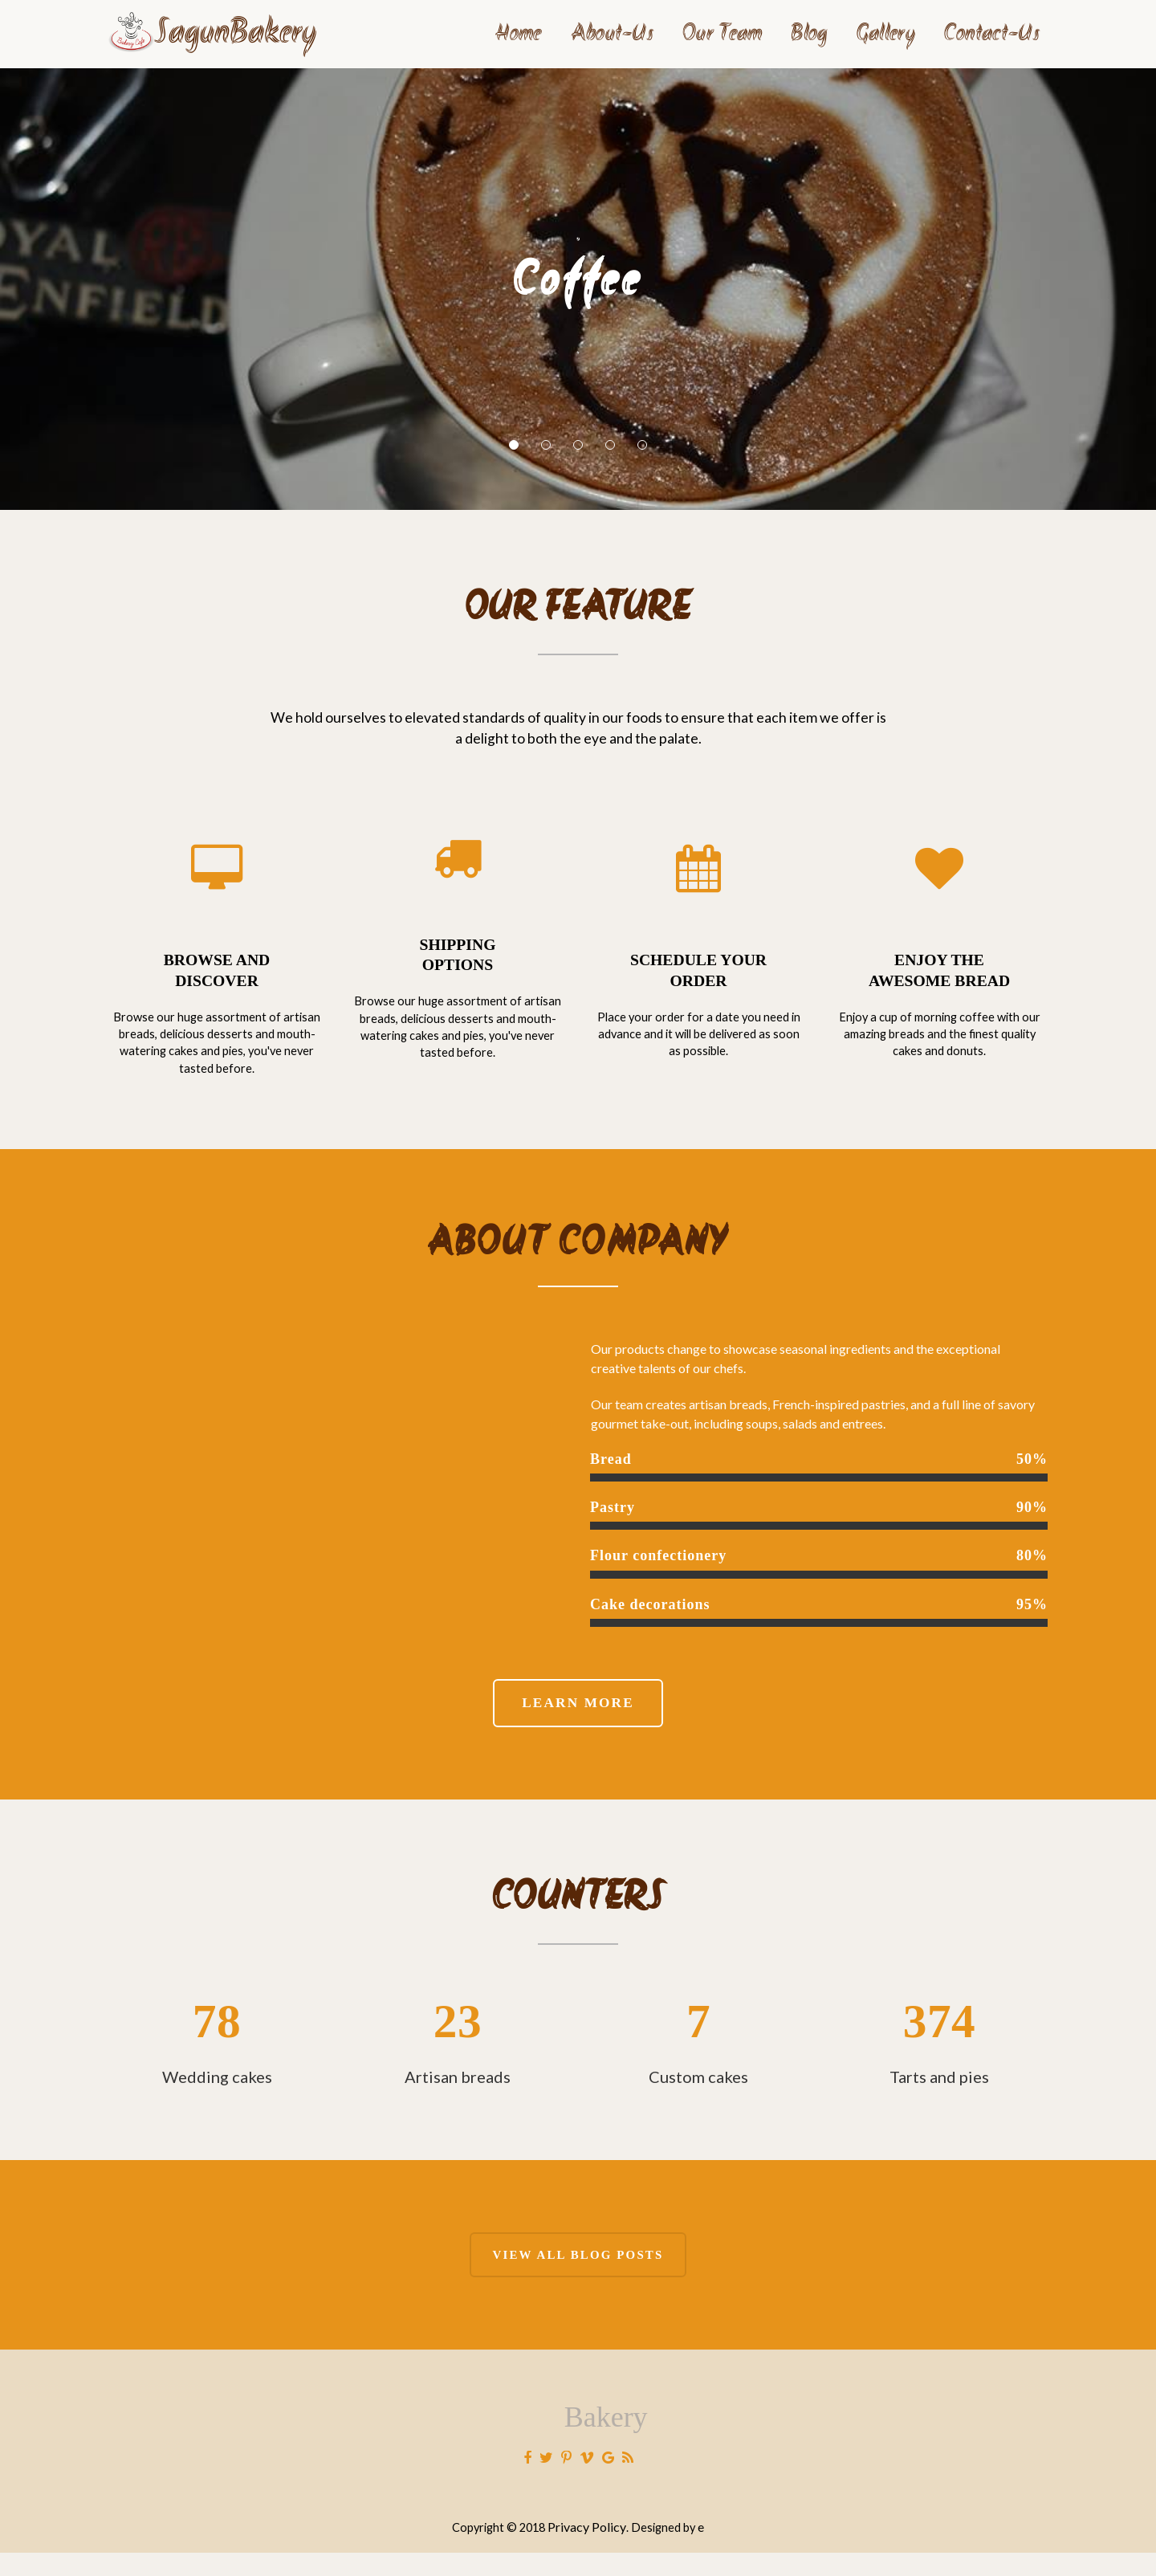 Bakery Café
SagunBakery
Home About-Us Our Team Blog Gallery Contact-Us
ROYAL
ENFIELD
Coffee
OUR FEATURE
We hold ourselves to elevated standards of quality in our foods to ensure that each item we offer is
a delight to both the eye and the palate.
BROWSE AND
DISCOVER
Browse our huge assortment of artisan
breads, delicious desserts and mouth-
watering cakes and pies, you've never
tasted before.
SHIPPING
OPTIONS
Browse our huge assortment of artisan
breads, delicious desserts and mouth-
watering cakes and pies, you've never
tasted before.
SCHEDULE YOUR
ORDER
Place your order for a date you need in
advance and it will be delivered as soon
as possible.
ENJOY THE
AWESOME BREAD
Enjoy a cup of morning coffee with our
amazing breads and the finest quality
cakes and donuts.
ABOUT COMPANY
Our products change to showcase seasonal ingredients and the exceptional
creative talents of our chefs.
Our team creates artisan breads, French-inspired pastries, and a full line of savory
gourmet take-out, including soups, salads and entrees.
Bread 50%
Pastry 90%
Flour confectionery 80%
Cake decorations 95%
LEARN MORE
COUNTERS
78
Wedding cakes
23
Artisan breads
7
Custom cakes
374
Tarts and pies
VIEW ALL BLOG POSTS
Bakery
Copyright © 2018 Privacy Policy. Designed by e